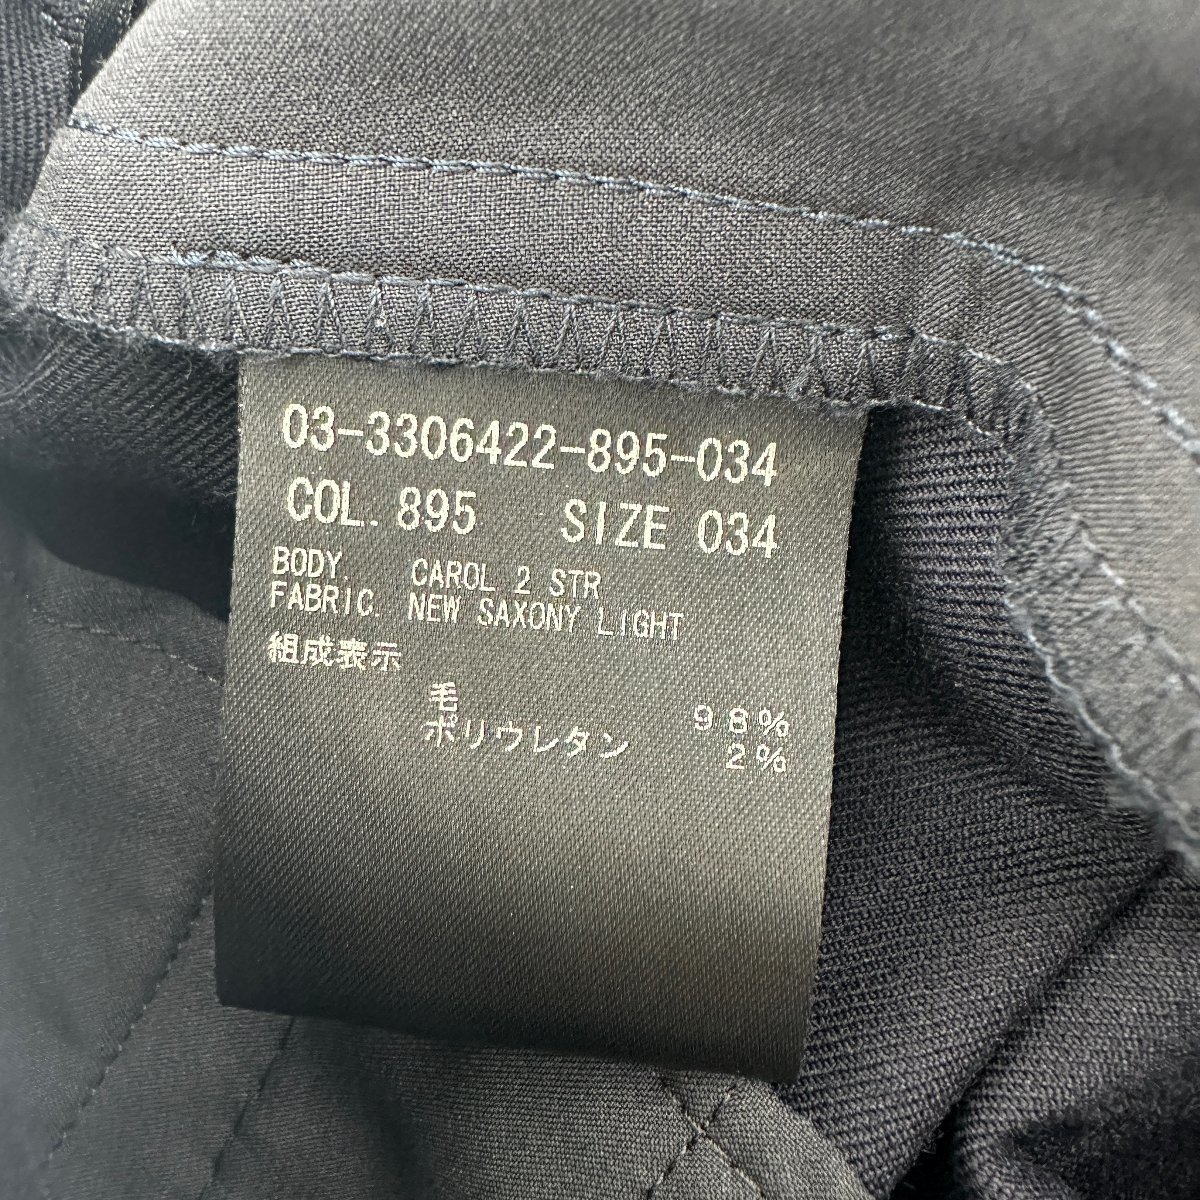 03-3306422-895-034
COL. 895 SIZE 034
BODY. CAROL 2 STR
FABRIC. NEW SAXONY LIGHT
組成表示
毛 98%
ポリウレタン 2%